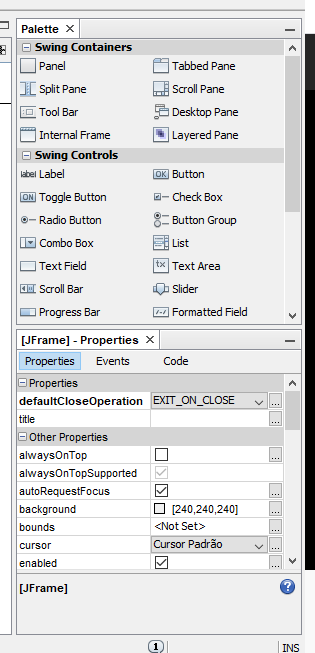 Palette ×
Swing Containers
Panel Tabbed Pane
Split Pane Scroll Pane
Tool Bar Desktop Pane
Internal Frame Layered Pane
Swing Controls
label Label OK Button
ON Toggle Button Check Box
Radio Button Button Group
Combo Box List
Text Field tx Text Area
Scroll Bar Slider
Progress Bar Formatted Field
[JFrame] - Properties ×
Properties Events Code
Properties
defaultCloseOperation EXIT_ON_CLOSE ...
title ...
Other Properties
alwaysOnTop ...
alwaysOnTopSupported
autoRequestFocus ...
background [240,240,240] ...
bounds <Not Set>
cursor Cursor Padrão ...
enabled ...
[JFrame] ?
1 INS